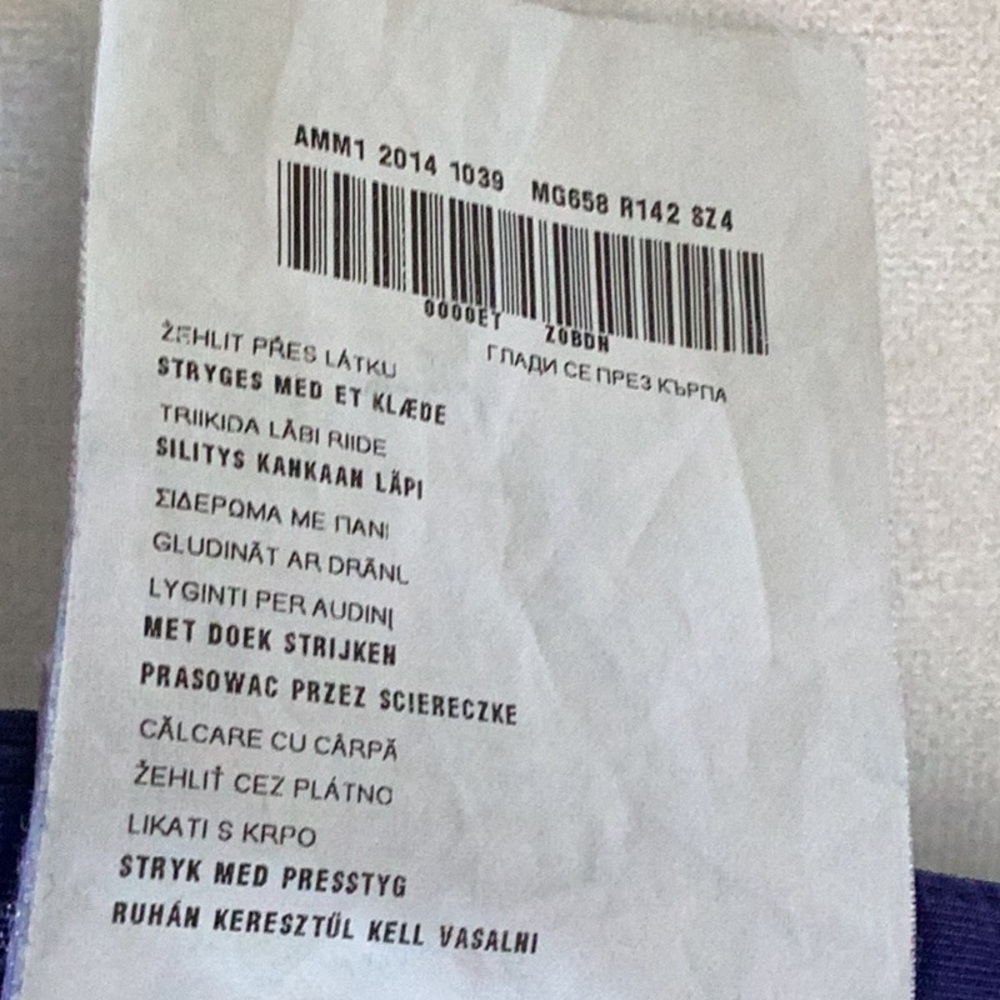 AMM1 2014 1039 MG658 R142 SZ4
0000ET ZOBDN
ŽEHLIT PŘES LÁTKU ГЛАДИ СЕ ПРЕЗ КЪРПА
STRYGES MED ET KLÆDE
TRIIKIDA LÄBI RIIDE
SILITYS KANKAAN LÄPI
ΣΙΔΕΡΩΜΑ ΜΕ ΠΑΝΙ
GLUDINĀT AR DRĀNU
LYGINTI PER AUDINĮ
MET DOEK STRIJKEN
PRASOWAC PRZEZ SCIERECZKE
CĂLCARE CU CÂRPĂ
ŽEHLIŤ CEZ PLÁTNO
LIKATI S KRPO
STRYK MED PRESSTYG
RUHÁN KERESZTÜL KELL VASALNI